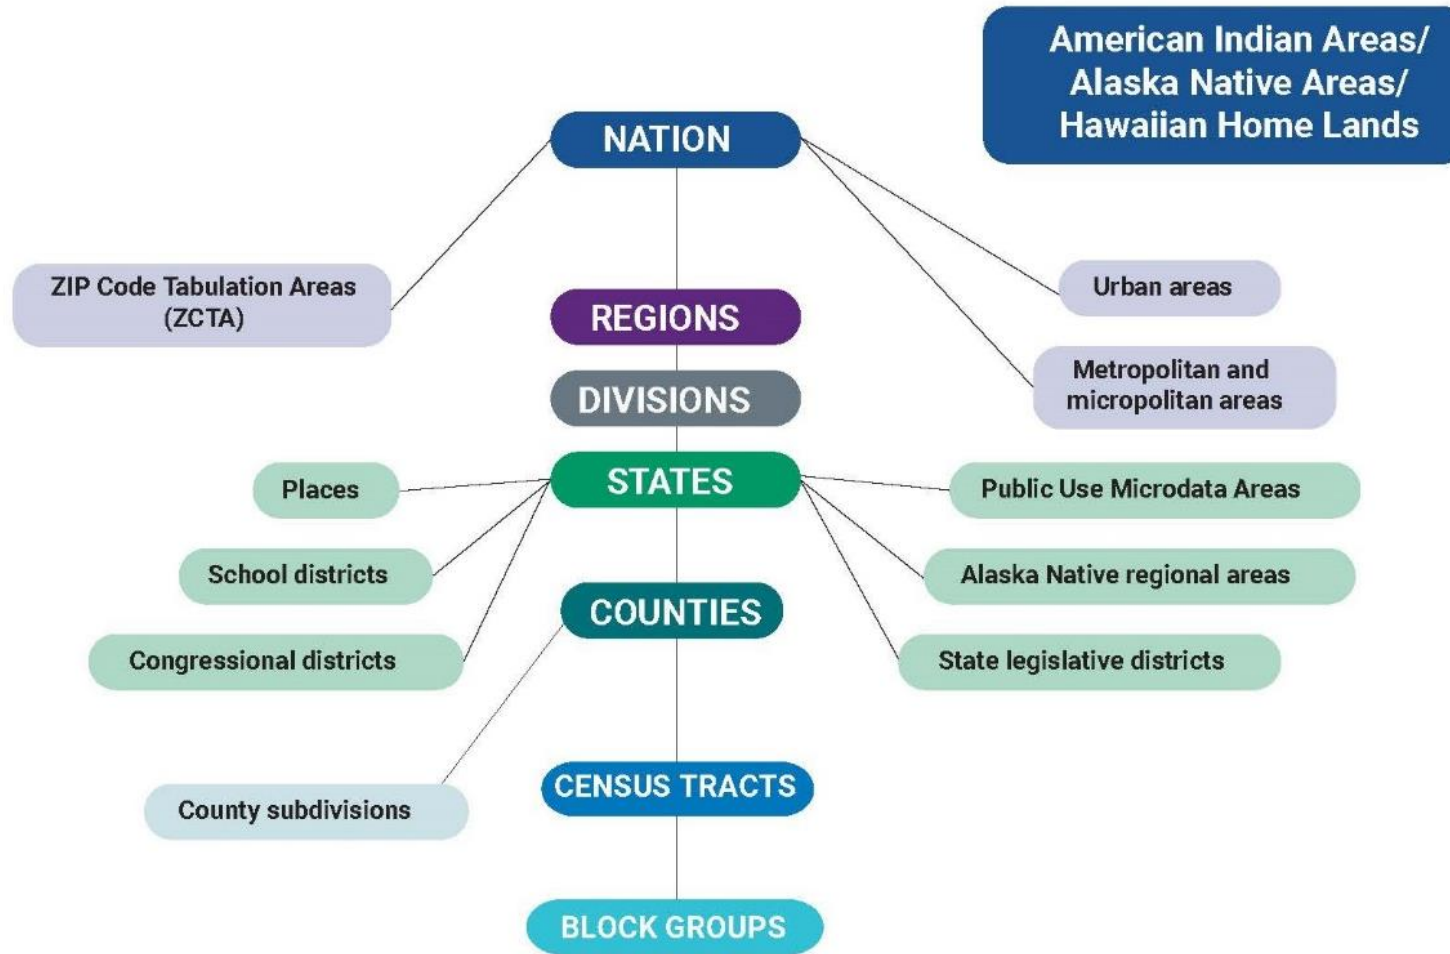 American Indian Areas/
Alaska Native Areas/
Hawaiian Home Lands
NATION
ZIP Code Tabulation Areas
(ZCTA)
Urban areas
REGIONS
Metropolitan and
micropolitan areas
DIVISIONS
STATES
Places
Public Use Microdata Areas
School districts
Alaska Native regional areas
COUNTIES
Congressional districts
State legislative districts
CENSUS TRACTS
County subdivisions
BLOCK GROUPS